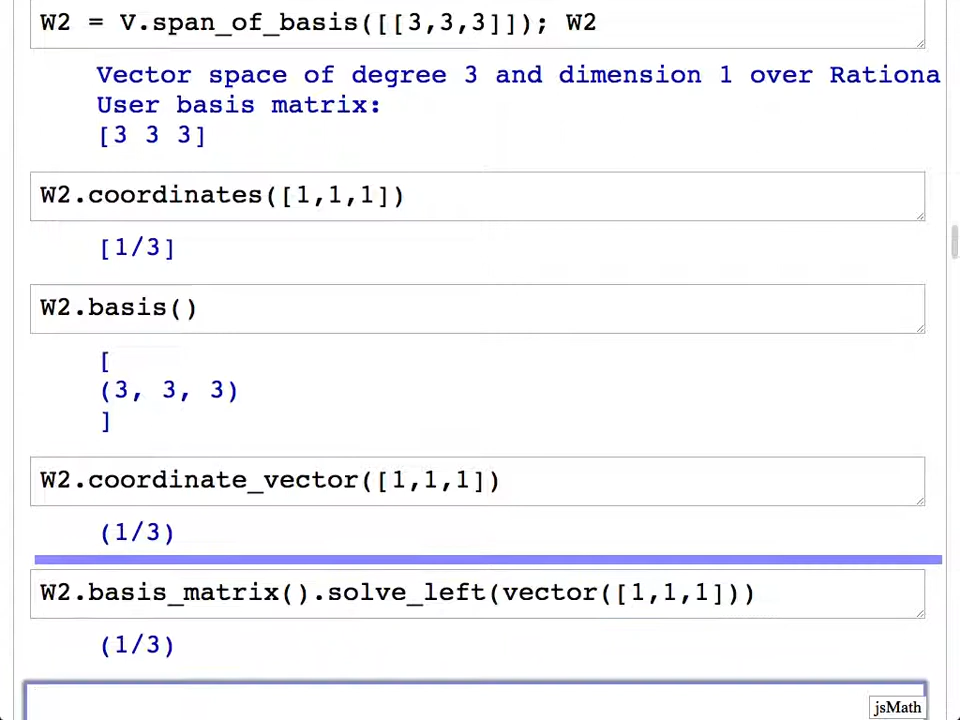 W2 = V.span_of_basis([[3,3,3]]); W2
Vector space of degree 3 and dimension 1 over Rationa
User basis matrix:
[3 3 3]
W2.coordinates([1,1,1])
[1/3]
W2.basis()
[
(3, 3, 3)
]
W2.coordinate_vector([1,1,1])
(1/3)
W2.basis_matrix().solve_left(vector([1,1,1]))
(1/3)
jsMath